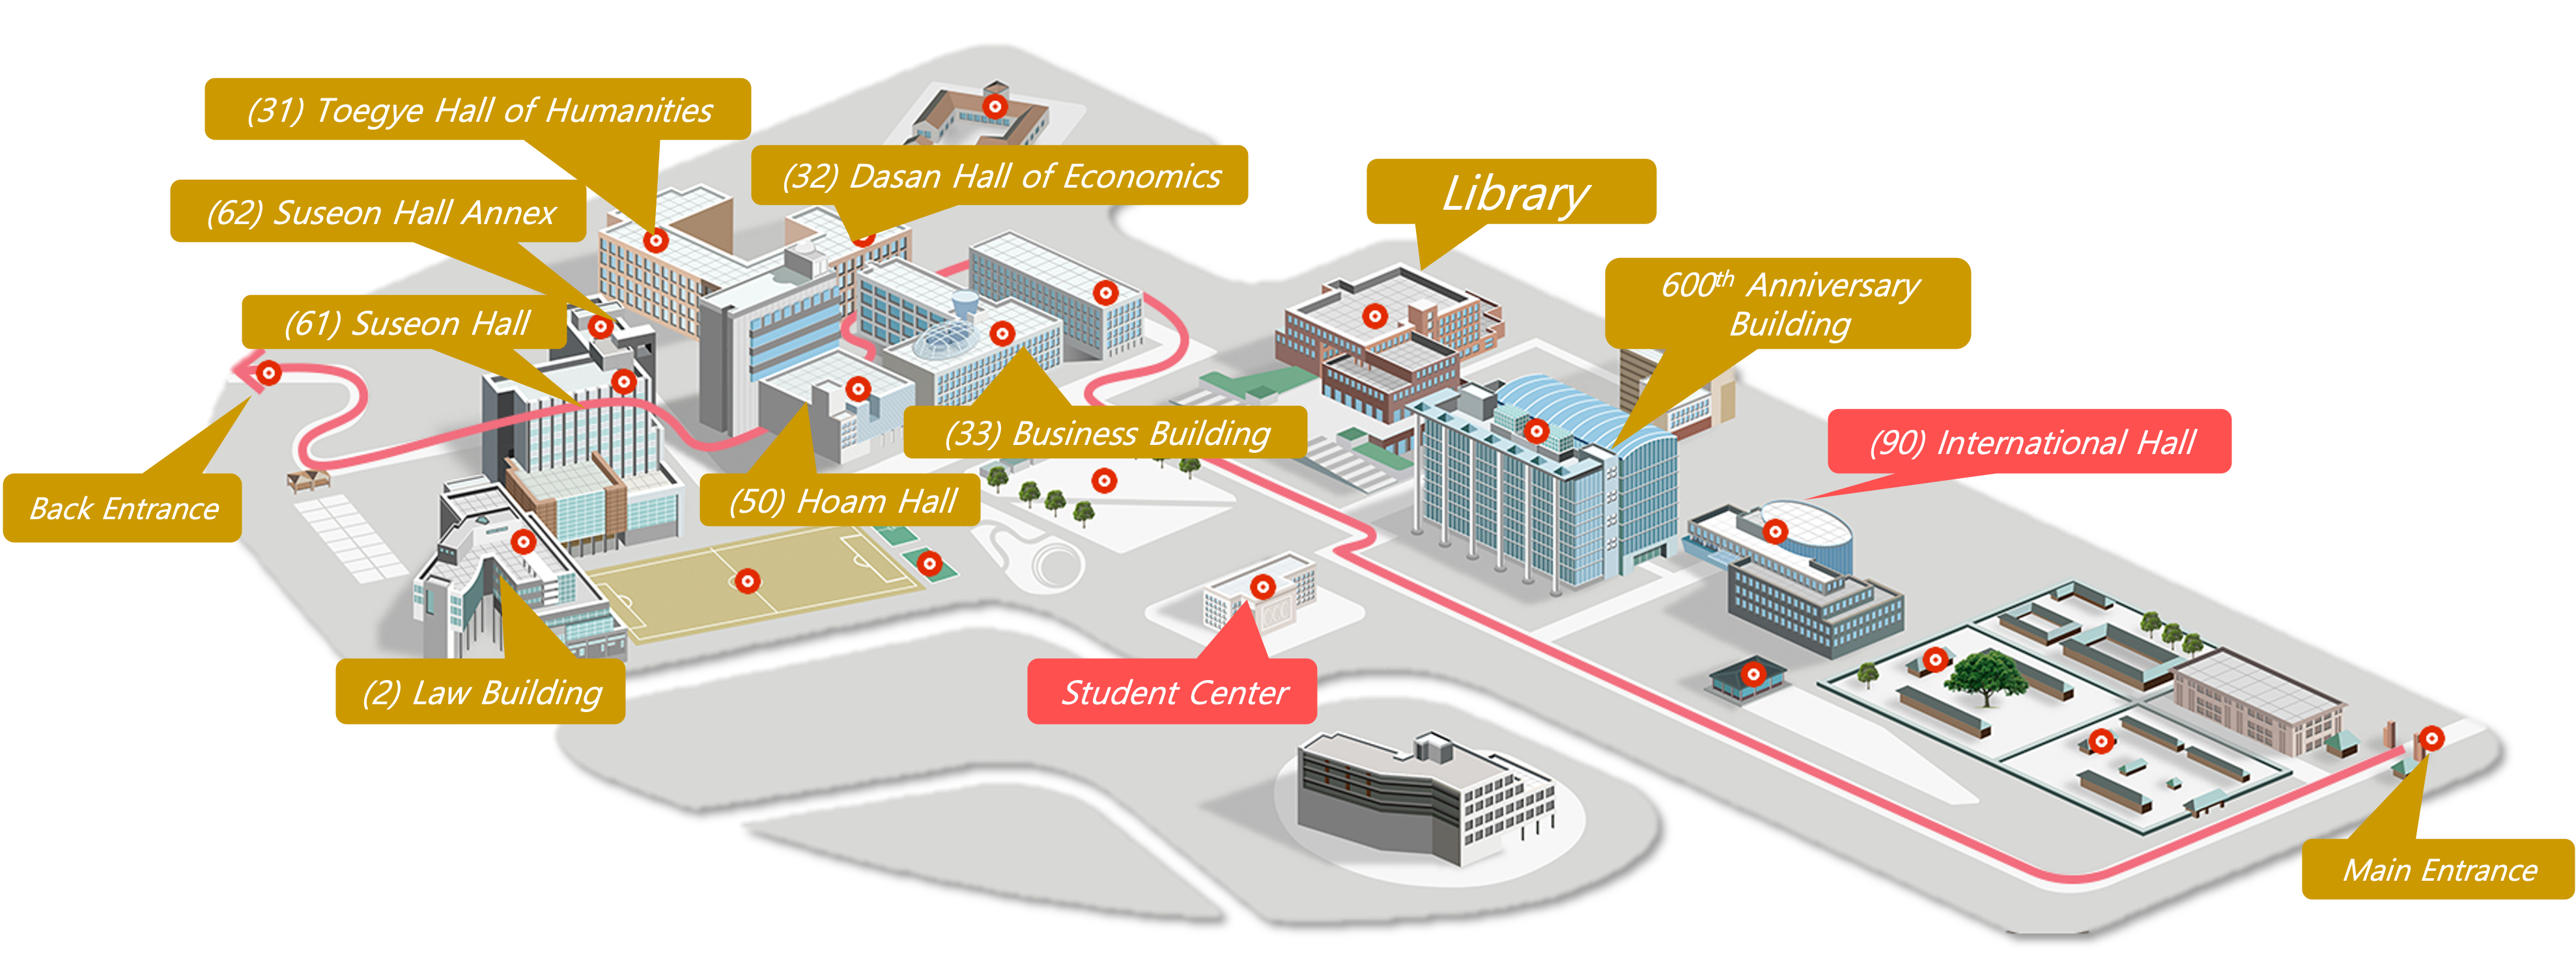 (31) Toegye Hall of Humanities
(32) Dasan Hall of Economics
Library
(62) Suseon Hall Annex
600th Anniversary
Building
(61) Suseon Hall
(33) Business Building
(90) International Hall
Back Entrance
(50) Hoam Hall
(2) Law Building
Student Center
Main Entrance